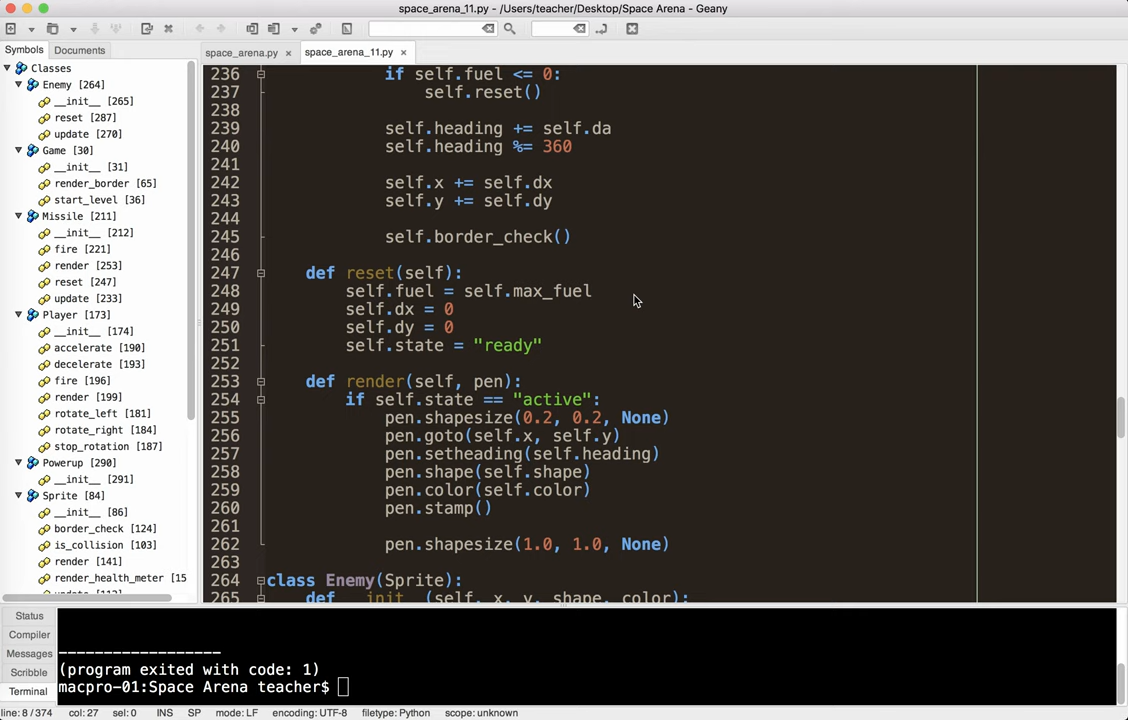 space_arena_11.py - /Users/teacher/Desktop/Space Arena - Geany
Symbols Documents
space_arena.py × space_arena_11.py ×
Classes
Enemy [264]
__init__ [265]
reset [287]
update [270]
Game [30]
__init__ [31]
render_border [65]
start_level [36]
Missile [211]
__init__ [212]
fire [221]
render [253]
reset [247]
update [233]
Player [173]
__init__ [174]
accelerate [190]
decelerate [193]
fire [196]
render [199]
rotate_left [181]
rotate_right [184]
stop_rotation [187]
Powerup [290]
__init__ [291]
Sprite [84]
__init__ [86]
border_check [124]
is_collision [103]
render [141]
render_health_meter [15
236 if self.fuel <= 0:
237 self.reset()
238
239 self.heading += self.da
240 self.heading %= 360
241
242 self.x += self.dx
243 self.y += self.dy
244
245 self.border_check()
246
247 def reset(self):
248 self.fuel = self.max_fuel
249 self.dx = 0
250 self.dy = 0
251 self.state = "ready"
252
253 def render(self, pen):
254 if self.state == "active":
255 pen.shapesize(0.2, 0.2, None)
256 pen.goto(self.x, self.y)
257 pen.setheading(self.heading)
258 pen.shape(self.shape)
259 pen.color(self.color)
260 pen.stamp()
261
262 pen.shapesize(1.0, 1.0, None)
263
264 class Enemy(Sprite):
265 def __init__(self, x, y, shape, color):
Status
Compiler
Messages
Scribble
Terminal
------------------
(program exited with code: 1)
macpro-01:Space Arena teacher$
line: 8 / 374 col: 27 sel: 0 INS SP mode: LF encoding: UTF-8 filetype: Python scope: unknown